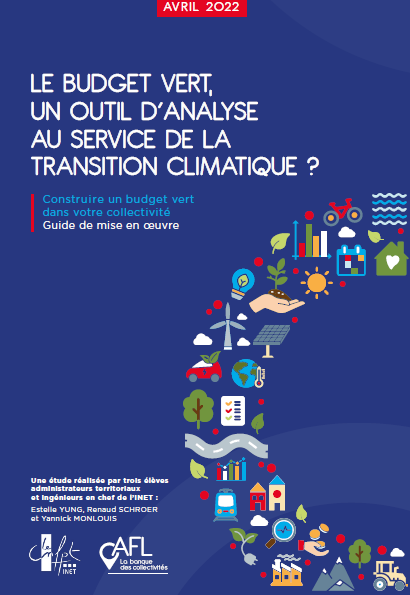 AVRIL 2022
LE BUDGET VERT,
UN OUTIL D'ANALYSE
AU SERVICE DE LA
TRANSITION CLIMATIQUE ?
Construire un budget vert
dans votre collectivité
Guide de mise en œuvre
Une étude réalisée par trois élèves
administrateurs territoriaux
et ingénieurs en chef de l'INET :
Estelle YUNG, Renaud SCHROER
et Yannick MONLOUIS
le cnfpt
INET
AFL
La banque
des collectivités